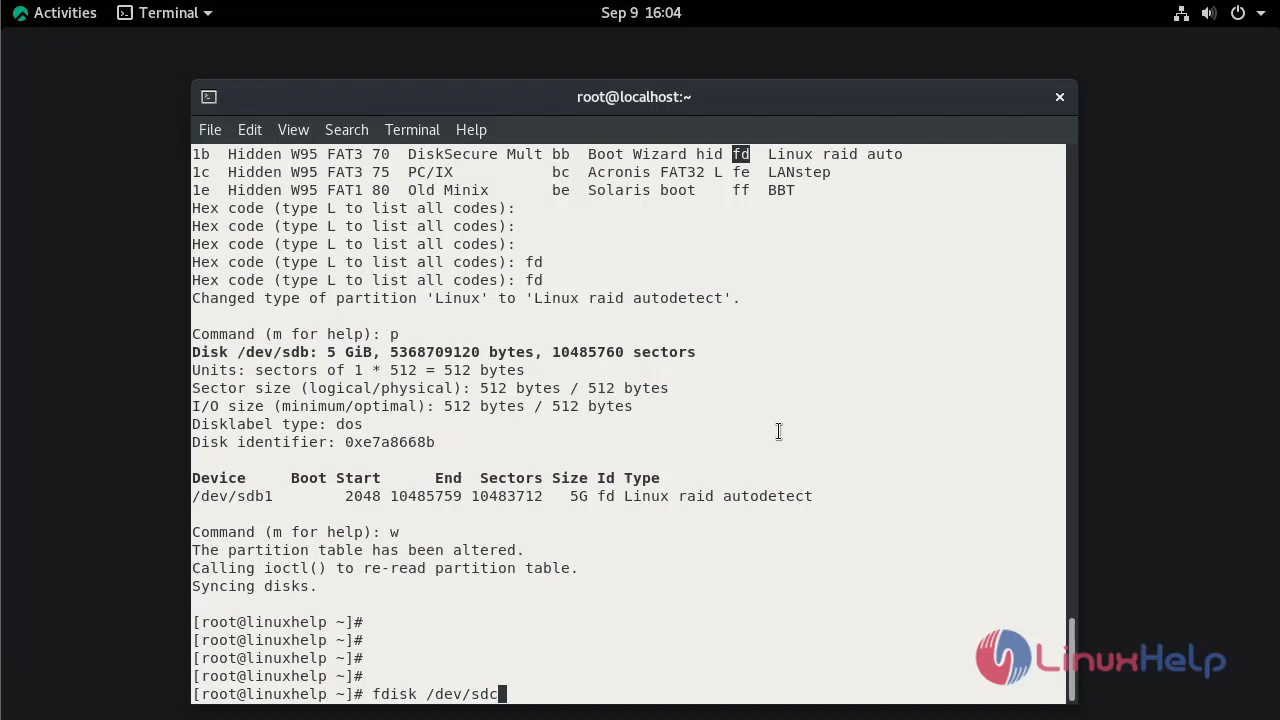 Activities Terminal Sep 9 16:04
root@localhost:~
File Edit View Search Terminal Help
1b  Hidden W95 FAT3 70  DiskSecure Mult bb  Boot Wizard hid fd  Linux raid auto
1c  Hidden W95 FAT3 75  PC/IX           bc  Acronis FAT32 L fe  LANstep
1e  Hidden W95 FAT1 80  Old Minix       be  Solaris boot    ff  BBT
Hex code (type L to list all codes):
Hex code (type L to list all codes):
Hex code (type L to list all codes):
Hex code (type L to list all codes): fd
Hex code (type L to list all codes): fd
Changed type of partition 'Linux' to 'Linux raid autodetect'.
Command (m for help): p
Disk /dev/sdb: 5 GiB, 5368709120 bytes, 10485760 sectors
Units: sectors of 1 * 512 = 512 bytes
Sector size (logical/physical): 512 bytes / 512 bytes
I/O size (minimum/optimal): 512 bytes / 512 bytes
Disklabel type: dos
Disk identifier: 0xe7a8668b
Device     Boot Start      End  Sectors Size Id Type
/dev/sdb1        2048 10485759 10483712   5G fd Linux raid autodetect
Command (m for help): w
The partition table has been altered.
Calling ioctl() to re-read partition table.
Syncing disks.
[root@linuxhelp ~]#
[root@linuxhelp ~]#
[root@linuxhelp ~]#
[root@linuxhelp ~]#
[root@linuxhelp ~]# fdisk /dev/sdc
LinuxHelp